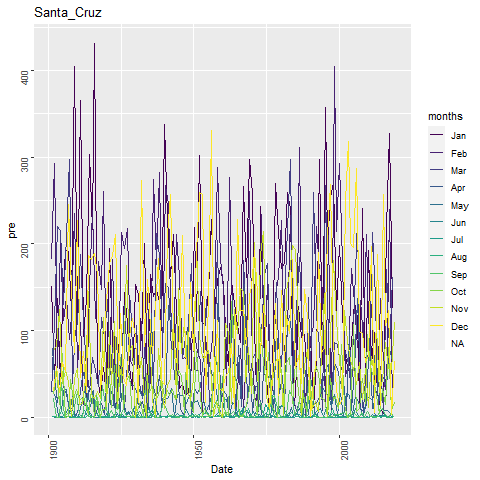 Santa_Cruz
pre
400
300
200
100
0
1900
1950
2000
Date
months
Jan
Feb
Mar
Apr
May
Jun
Jul
Aug
Sep
Oct
Nov
Dec
NA